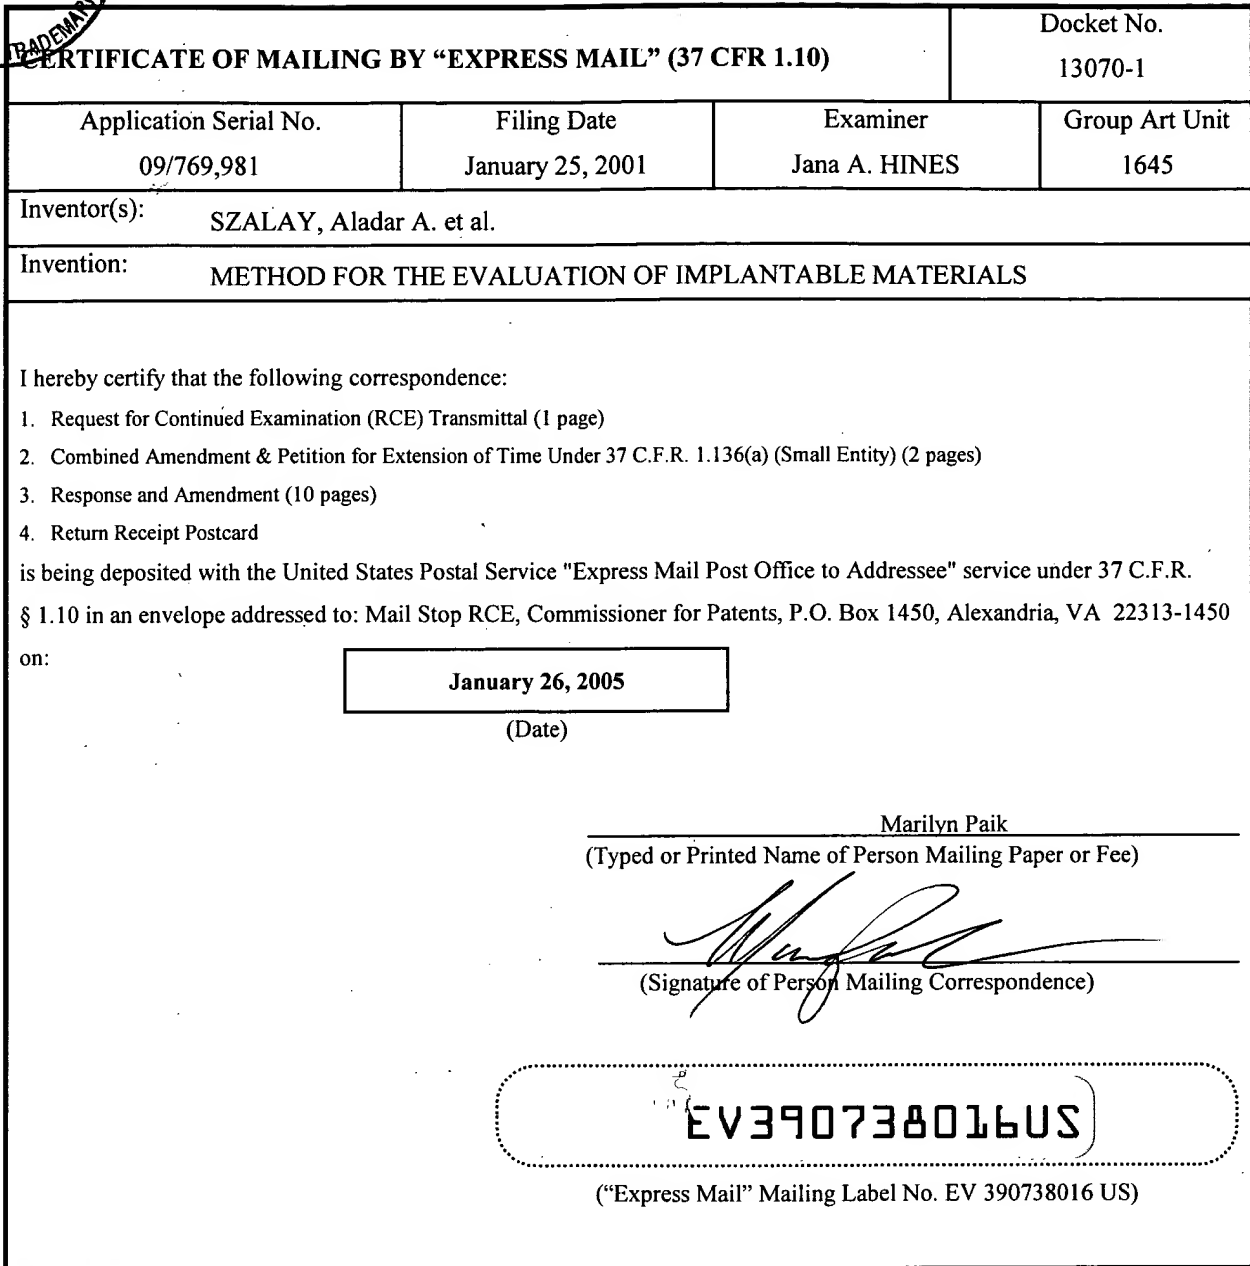 TRADEMARK
CERTIFICATE OF MAILING BY “EXPRESS MAIL” (37 CFR 1.10)
Docket No.
13070-1
Application Serial No.
09/769,981
Filing Date
January 25, 2001
Examiner
Jana A. HINES
Group Art Unit
1645
Inventor(s):
SZALAY, Aladar A. et al.
Invention:
METHOD FOR THE EVALUATION OF IMPLANTABLE MATERIALS
I hereby certify that the following correspondence:
1. Request for Continued Examination (RCE) Transmittal (1 page)
2. Combined Amendment & Petition for Extension of Time Under 37 C.F.R. 1.136(a) (Small Entity) (2 pages)
3. Response and Amendment (10 pages)
4. Return Receipt Postcard
is being deposited with the United States Postal Service "Express Mail Post Office to Addressee" service under 37 C.F.R.
§ 1.10 in an envelope addressed to: Mail Stop RCE, Commissioner for Patents, P.O. Box 1450, Alexandria, VA 22313-1450
on:
January 26, 2005
(Date)
Marilyn Paik
(Typed or Printed Name of Person Mailing Paper or Fee)
(Signature of Person Mailing Correspondence)
EV390738016US
(“Express Mail” Mailing Label No. EV 390738016 US)